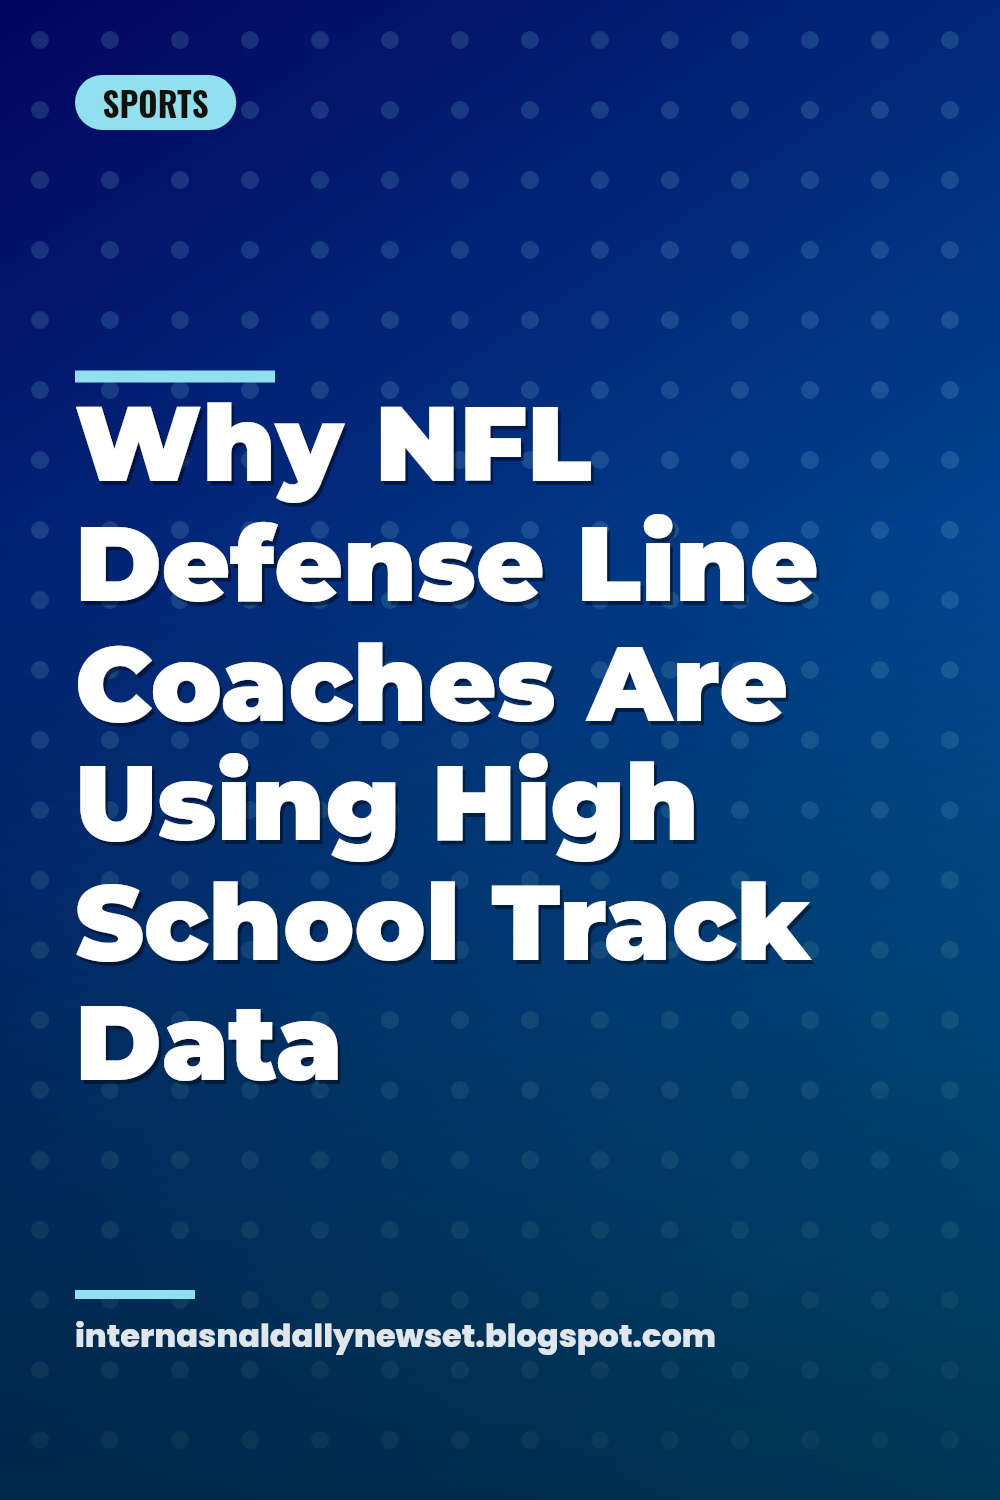 SPORTS
Why NFL
Defense Line
Coaches Are
Using High
School Track
Data
internasnaldallynewset.blogspot.com